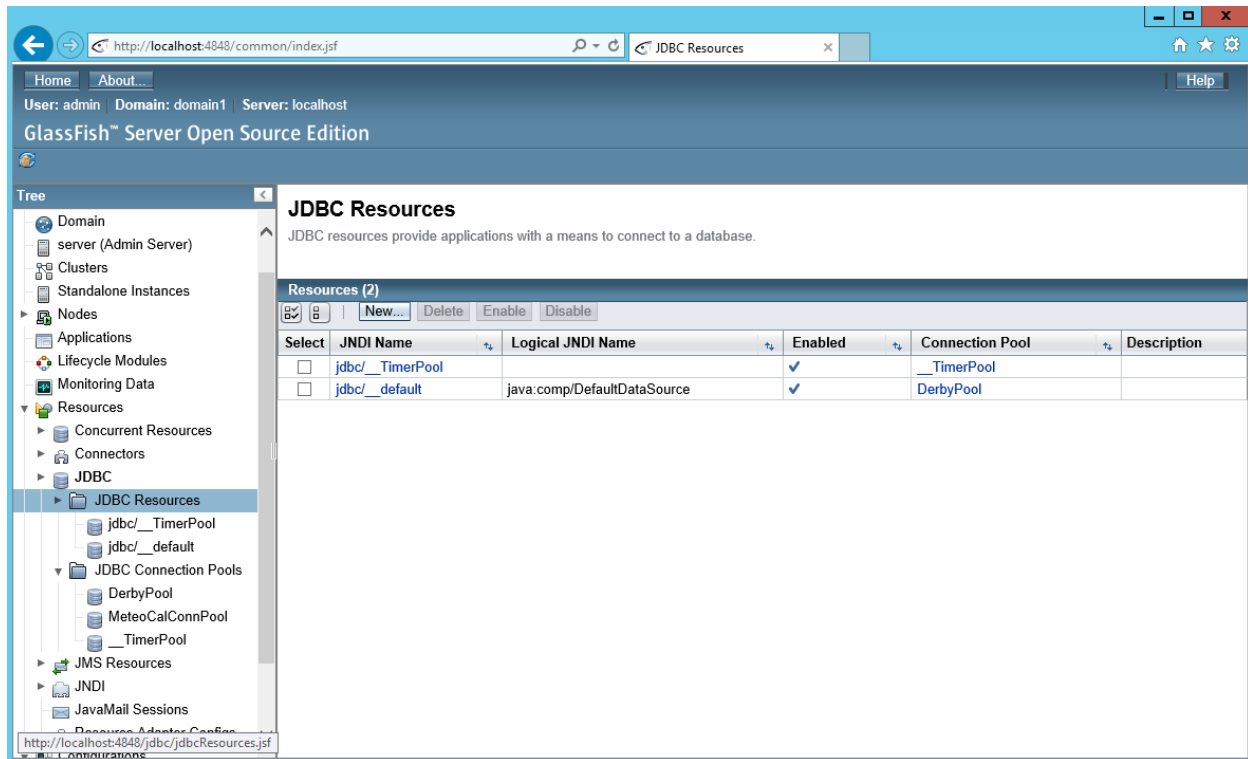 http://localhost:4848/common/index.jsf
JDBC Resources
Home About...
Help
User: admin Domain: domain1 Server: localhost
GlassFish™ Server Open Source Edition
Tree
Domain
server (Admin Server)
Clusters
Standalone Instances
Nodes
Applications
Lifecycle Modules
Monitoring Data
Resources
Concurrent Resources
Connectors
JDBC
JDBC Resources
jdbc/__TimerPool
jdbc/__default
JDBC Connection Pools
DerbyPool
MeteoCalConnPool
__TimerPool
JMS Resources
JNDI
JavaMail Sessions
Resource Adapter Configs
http://localhost:4848/jdbc/jdbcResources.jsf
Configurations
JDBC Resources
JDBC resources provide applications with a means to connect to a database.
Resources (2)
New... Delete Enable Disable
Select JNDI Name Logical JNDI Name Enabled Connection Pool Description
jdbc/__TimerPool __TimerPool
jdbc/__default java:comp/DefaultDataSource DerbyPool